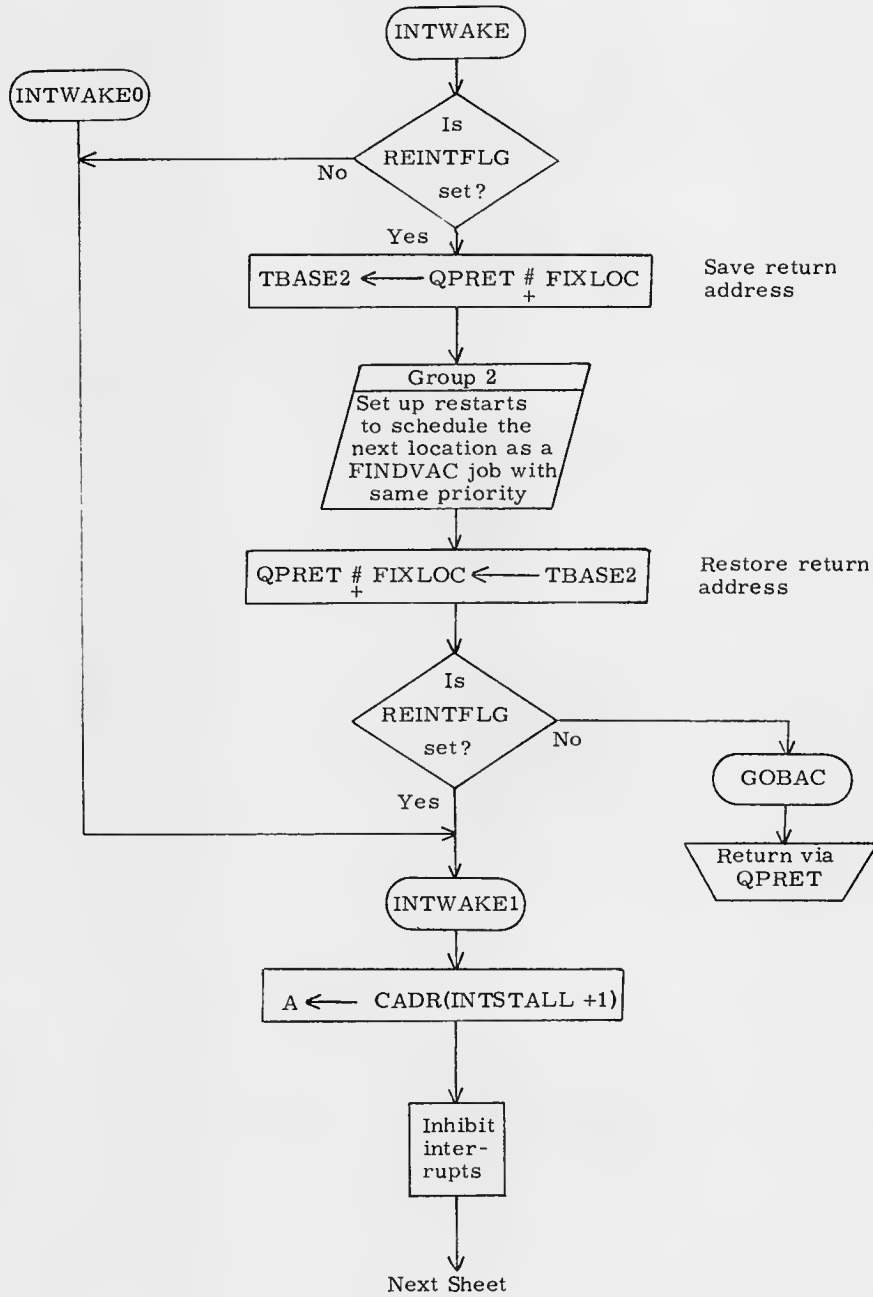 INTWAKE
INTWAKE0
Is
REINTFLG
set?
No
Yes
TBASE2 ← QPRET # FIXLOC
+
Save return
address
Group 2
Set up restarts
to schedule the
next location as a
FINDVAC job with
same priority
QPRET # FIXLOC ← TBASE2
+
Restore return
address
Is
REINTFLG
set?
No
Yes
GOBAC
Return via
QPRET
INTWAKE1
A ← CADR(INTSTALL +1)
Inhibit
inter-
rupts
Next Sheet